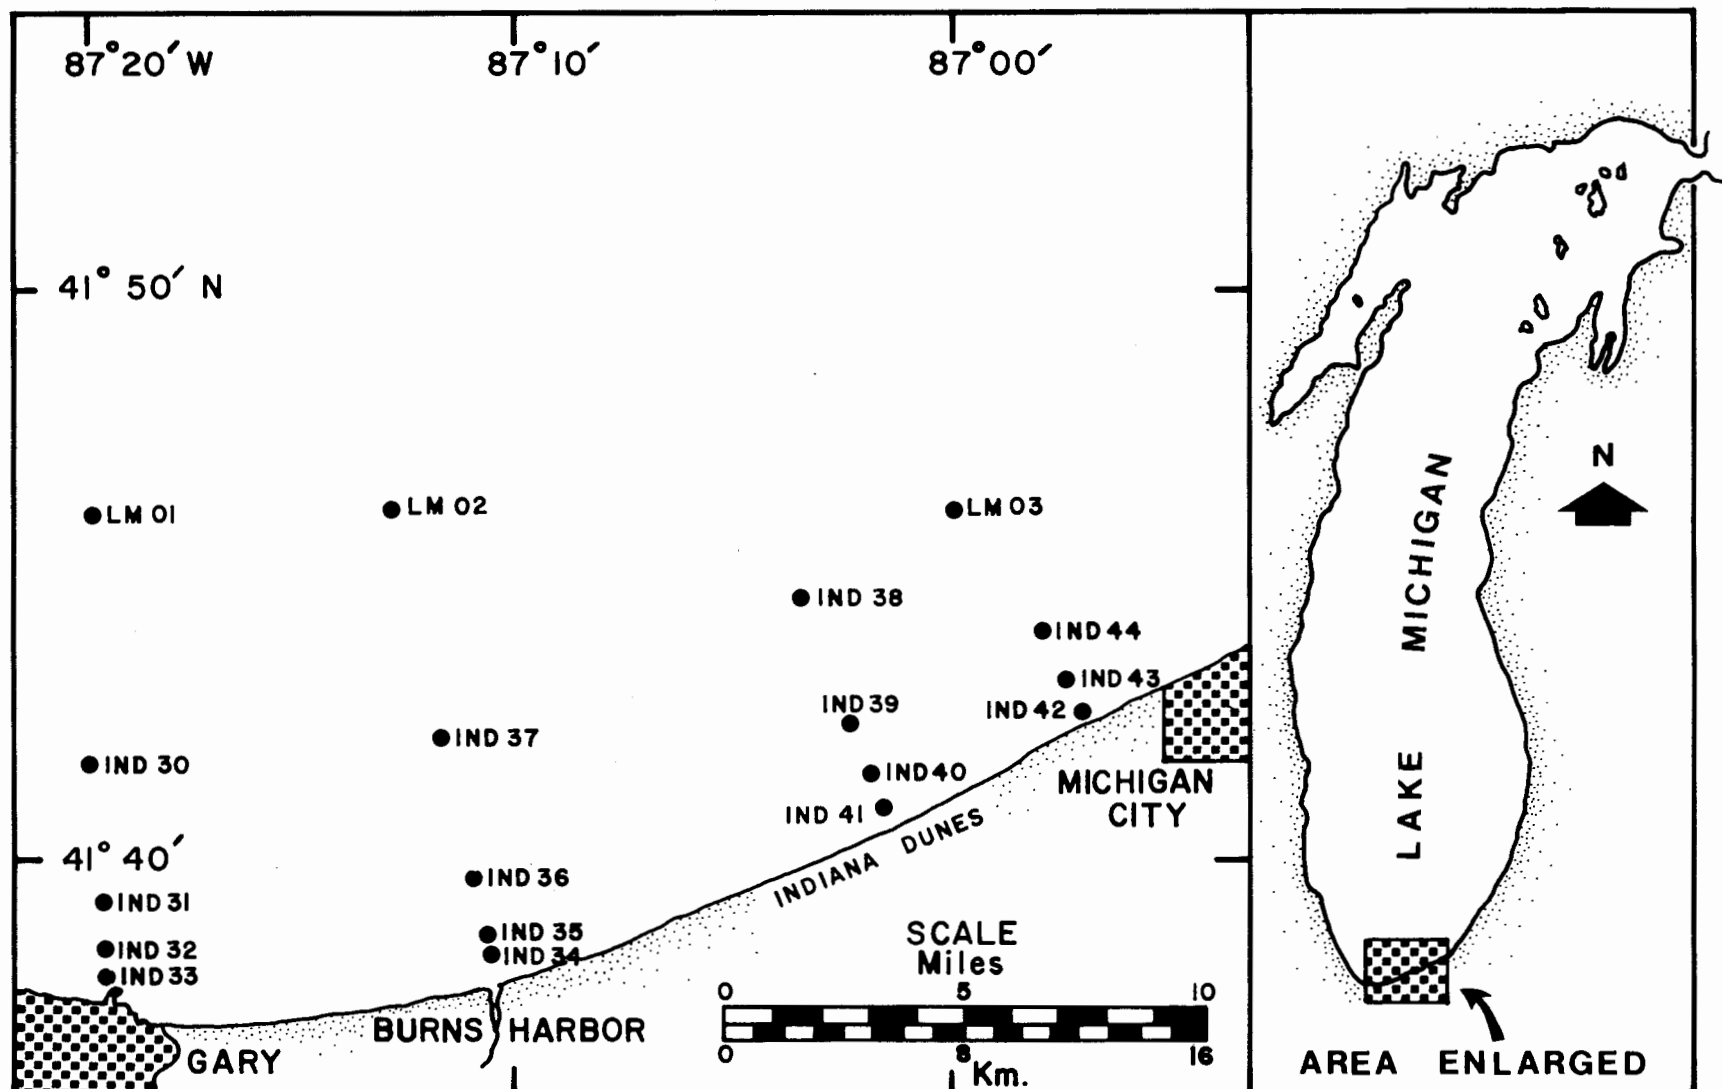 87°20′ W
87°10′
87°00′
41° 50′ N
N
LM 01
LM 02
LM 03
IND 38
IND 44
IND 43
IND 42
IND 39
IND 37
IND 30
IND 40
IND 41
MICHIGAN
CITY
LAKE MICHIGAN
INDIANA DUNES
41° 40′
IND 36
IND 31
IND 35
IND 34
IND 32
IND 33
SCALE
Miles
0 5 10
0 8 16
Km.
BURNS HARBOR
GARY
AREA ENLARGED